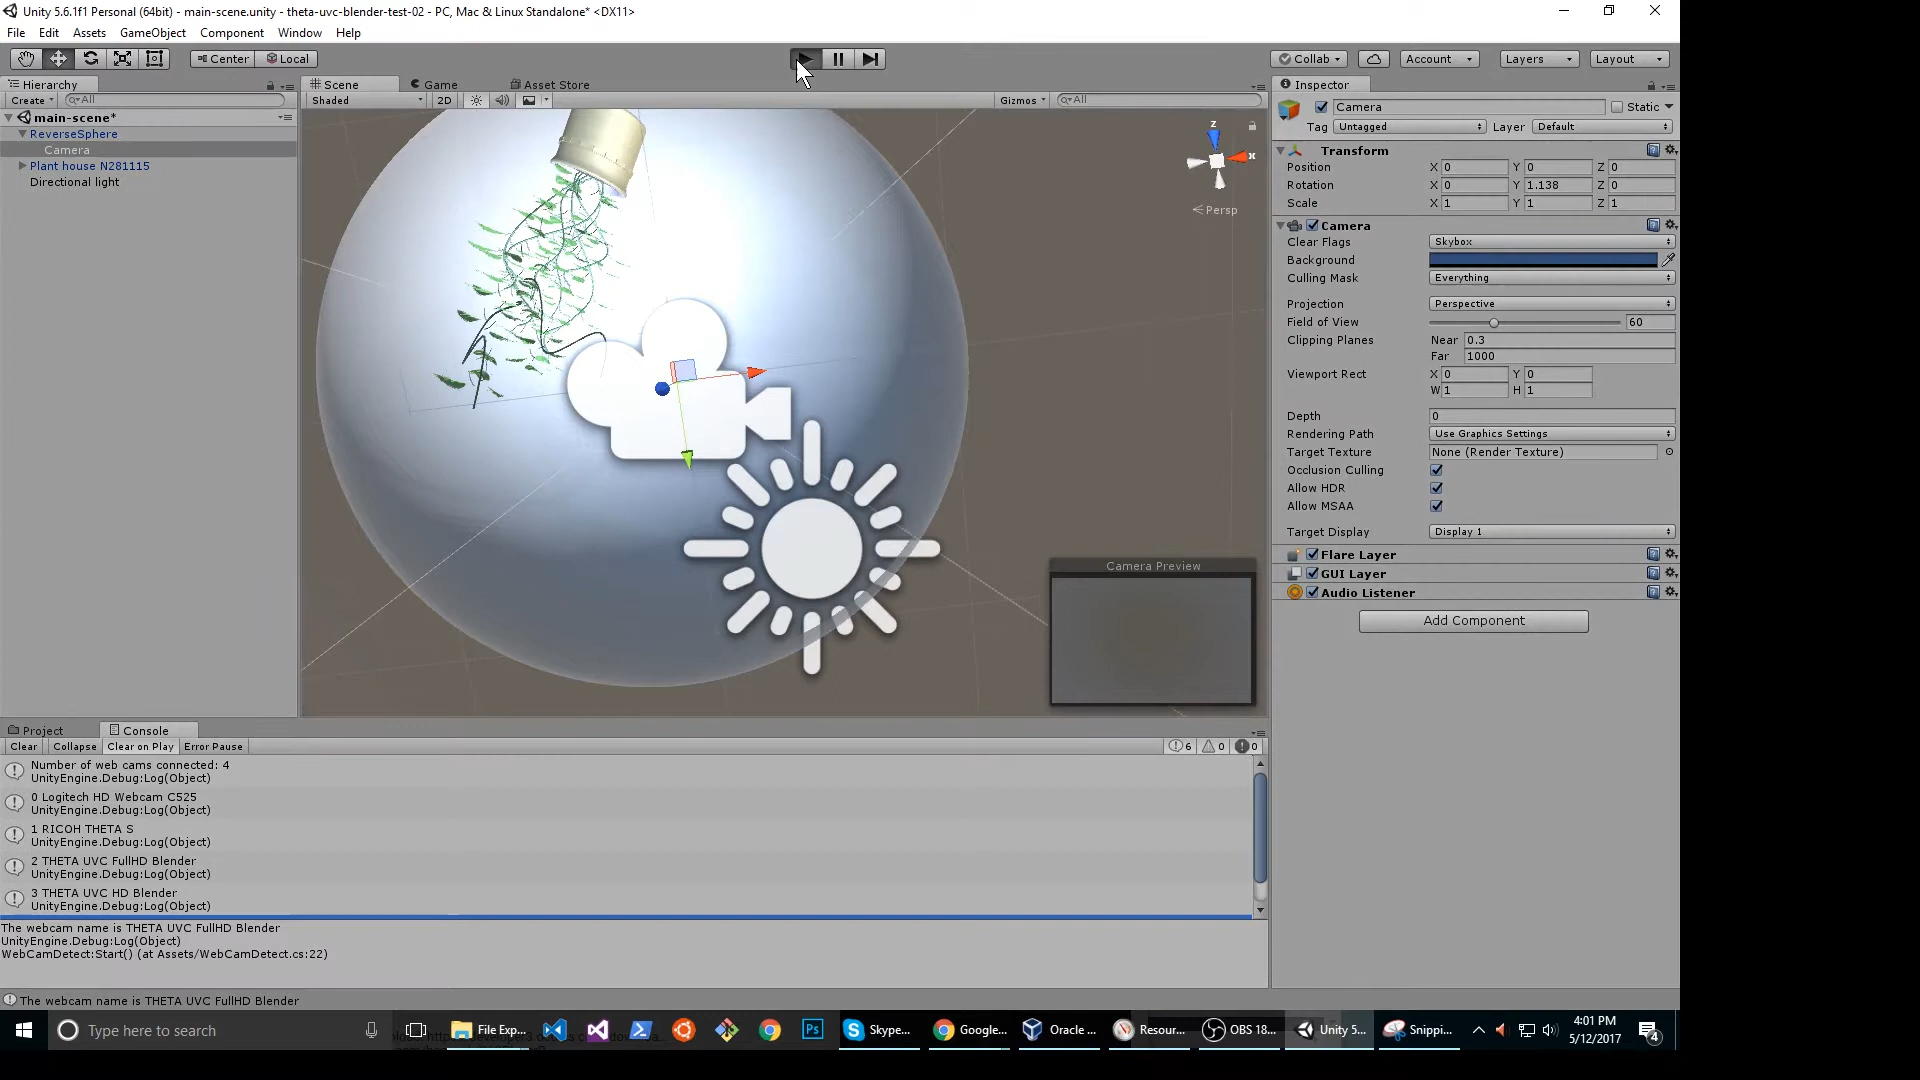 Unity 5.6.1f1 Personal (64bit) - main-scene.unity - theta-uvc-blender-test-02 - PC, Mac & Linux Standalone* <DX11>
File Edit Assets GameObject Component Window Help
Center Local Collab Account Layers Layout
Hierarchy
Create All
main-scene*
ReverseSphere
Camera
Plant house N281115
Directional light
Scene Game Asset Store
Shaded 2D Gizmos All
z
x
Persp
Camera Preview
Inspector
Camera Static
Tag Untagged Layer Default
Transform
Position X 0 Y 0 Z 0
Rotation X 0 Y 1.138 Z 0
Scale X 1 Y 1 Z 1
Camera
Clear Flags Skybox
Background
Culling Mask Everything
Projection Perspective
Field of View 60
Clipping Planes Near 0.3
Far 1000
Viewport Rect X 0 Y 0
W 1 H 1
Depth 0
Rendering Path Use Graphics Settings
Target Texture None (Render Texture)
Occlusion Culling
Allow HDR
Allow MSAA
Target Display Display 1
Flare Layer
GUI Layer
Audio Listener
Add Component
Project Console
Clear Collapse Clear on Play Error Pause 6 0 0
Number of web cams connected: 4
UnityEngine.Debug:Log(Object)
0 Logitech HD Webcam C525
UnityEngine.Debug:Log(Object)
1 RICOH THETA S
UnityEngine.Debug:Log(Object)
2 THETA UVC FullHD Blender
UnityEngine.Debug:Log(Object)
3 THETA UVC HD Blender
UnityEngine.Debug:Log(Object)
The webcam name is THETA UVC FullHD Blender
UnityEngine.Debug:Log(Object)
WebCamDetect:Start() (at Assets/WebCamDetect.cs:22)
The webcam name is THETA UVC FullHD Blender
Type here to search File Exp... Ps Skype... Google... Oracle ... Resour... OBS 18... Unity 5... Snippi... 4:01 PM
5/12/2017 4